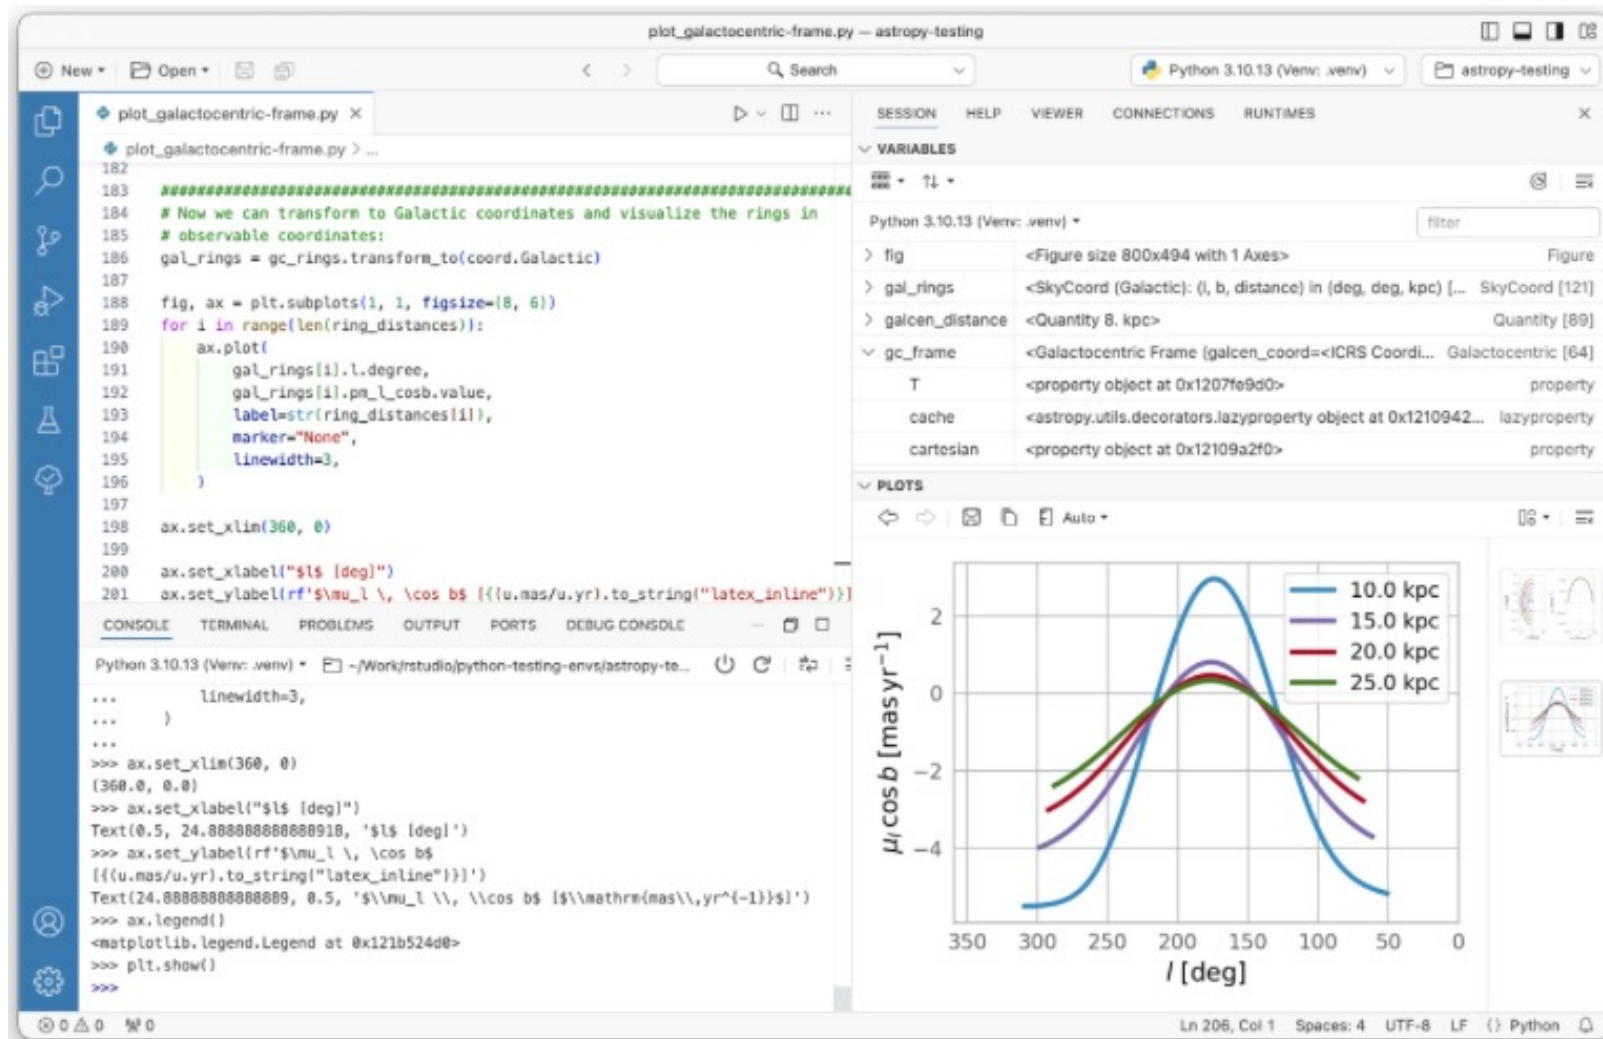 plot_galactocentric-frame.py — astropy-testing
New
Open
Search
Python 3.10.13 (Venv: .venv)
astropy-testing
plot_galactocentric-frame.py
plot_galactocentric-frame.py > ...
182
183 ############################################################################
184 # Now we can transform to Galactic coordinates and visualize the rings in
185 # observable coordinates:
186 gal_rings = gc_rings.transform_to(coord.Galactic)
187
188 fig, ax = plt.subplots(1, 1, figsize=(8, 6))
189 for i in range(len(ring_distances)):
190     ax.plot(
191         gal_rings[i].l.degree,
192         gal_rings[i].pm_l_cosb.value,
193         label=str(ring_distances[i]),
194         marker="None",
195         linewidth=3,
196     )
197
198 ax.set_xlim(360, 0)
199
200 ax.set_xlabel("$l$ [deg]")
201 ax.set_ylabel(rf'$\mu_l \, \cos b$ [{(u.mas/u.yr).to_string("latex_inline")}]
CONSOLE TERMINAL PROBLEMS OUTPUT PORTS DEBUG CONSOLE
Python 3.10.13 (Venv: .venv) ~/Work/rstudio/python-testing-envs/astropy-te...
... linewidth=3,
... )
...
>>> ax.set_xlim(360, 0)
(360.0, 0.0)
>>> ax.set_xlabel("$l$ [deg]")
Text(0.5, 24.888888888888918, '$l$ [deg]')
>>> ax.set_ylabel(rf'$\mu_l \, \cos b$
[{(u.mas/u.yr).to_string("latex_inline")}]')
Text(24.88888888888889, 0.5, '$\\mu_l \\, \\cos b$ [$\\mathrm{mas\\,yr^{-1}}$]')
>>> ax.legend()
<matplotlib.legend.Legend at 0x121b524d0>
>>> plt.show()
>>>
SESSION HELP VIEWER CONNECTIONS RUNTIMES
VARIABLES
Python 3.10.13 (Venv: .venv)
filter
fig <Figure size 800x494 with 1 Axes> Figure
gal_rings <SkyCoord (Galactic): (l, b, distance) in (deg, deg, kpc) [... SkyCoord [121]
galcen_distance <Quantity 8. kpc> Quantity [89]
gc_frame <Galactocentric Frame (galcen_coord=<ICRS Coordi... Galactocentric [64]
T <property object at 0x1207fe9d0> property
cache <astropy.utils.decorators.lazyproperty object at 0x1210942... lazyproperty
cartesian <property object at 0x12109a2f0> property
PLOTS
Auto
10.0 kpc
15.0 kpc
20.0 kpc
25.0 kpc
2
0
−2
−4
μl cos b [mas yr−1]
350 300 250 200 150 100 50 0
l [deg]
0 0 0
Ln 206, Col 1 Spaces: 4 UTF-8 LF {} Python